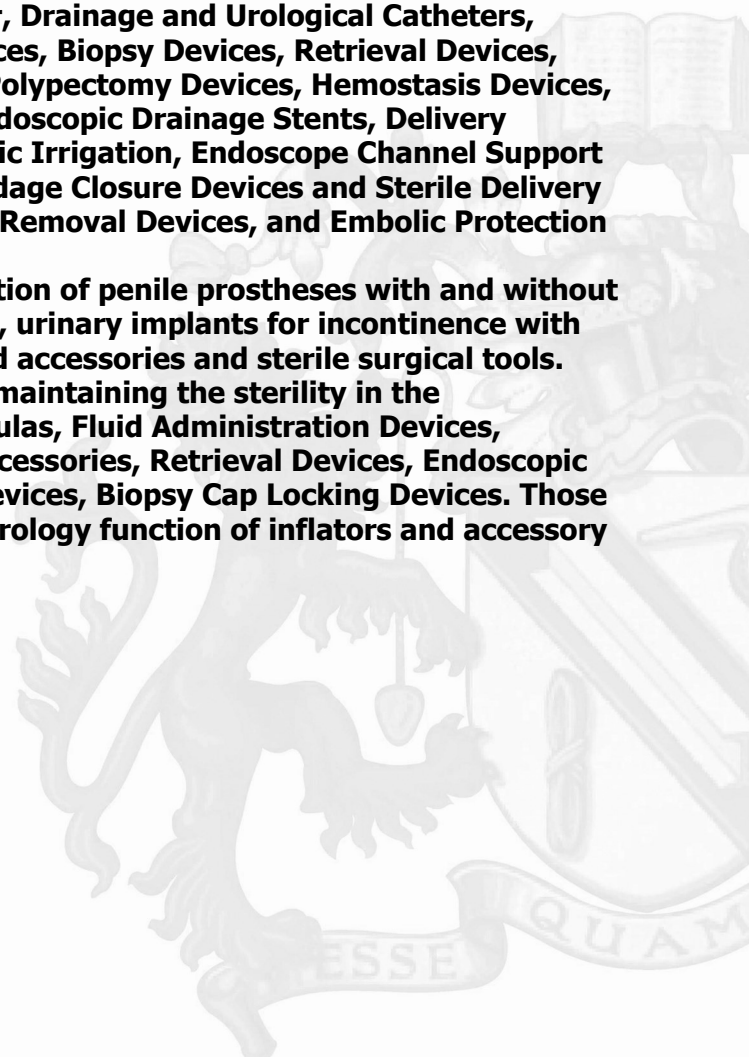 , Drainage and Urological Catheters,
ces, Biopsy Devices, Retrieval Devices,
Polypectomy Devices, Hemostasis Devices,
doscopic Drainage Stents, Delivery
ic Irrigation, Endoscope Channel Support
dage Closure Devices and Sterile Delivery
Removal Devices, and Embolic Protection
tion of penile prostheses with and without
, urinary implants for incontinence with
d accessories and sterile surgical tools.
maintaining the sterility in the
ulas, Fluid Administration Devices,
ccessories, Retrieval Devices, Endoscopic
evices, Biopsy Cap Locking Devices. Those
rology function of inflators and accessory
ESSE QUAM